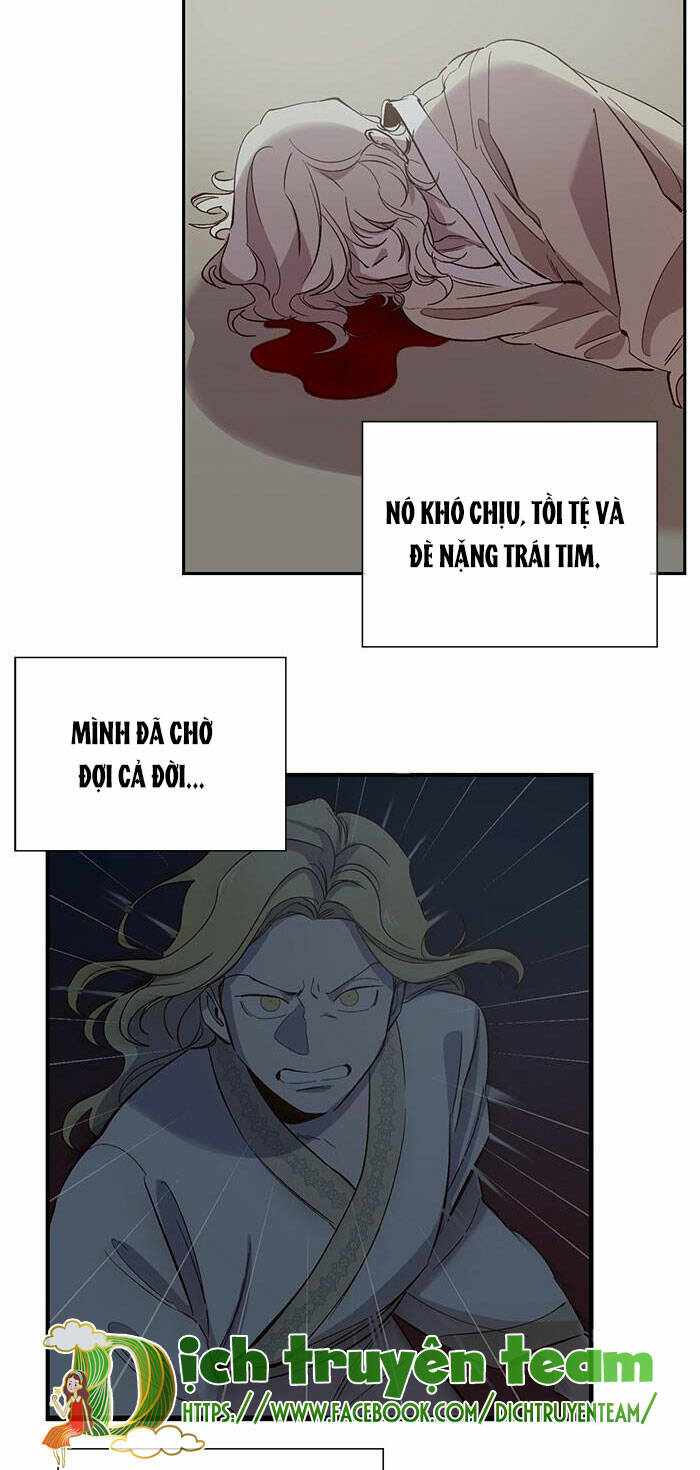 NÓ KHÓ CHỊU, TỒI TỆ VÀ
ĐÈ NẶNG TRÁI TIM.
MÌNH ĐÃ CHỜ
ĐỢI CẢ ĐỜI...
Dịch truyện team
HTTPS://WWW.FACEBOOK.COM/DICHTRUYENTEAM/